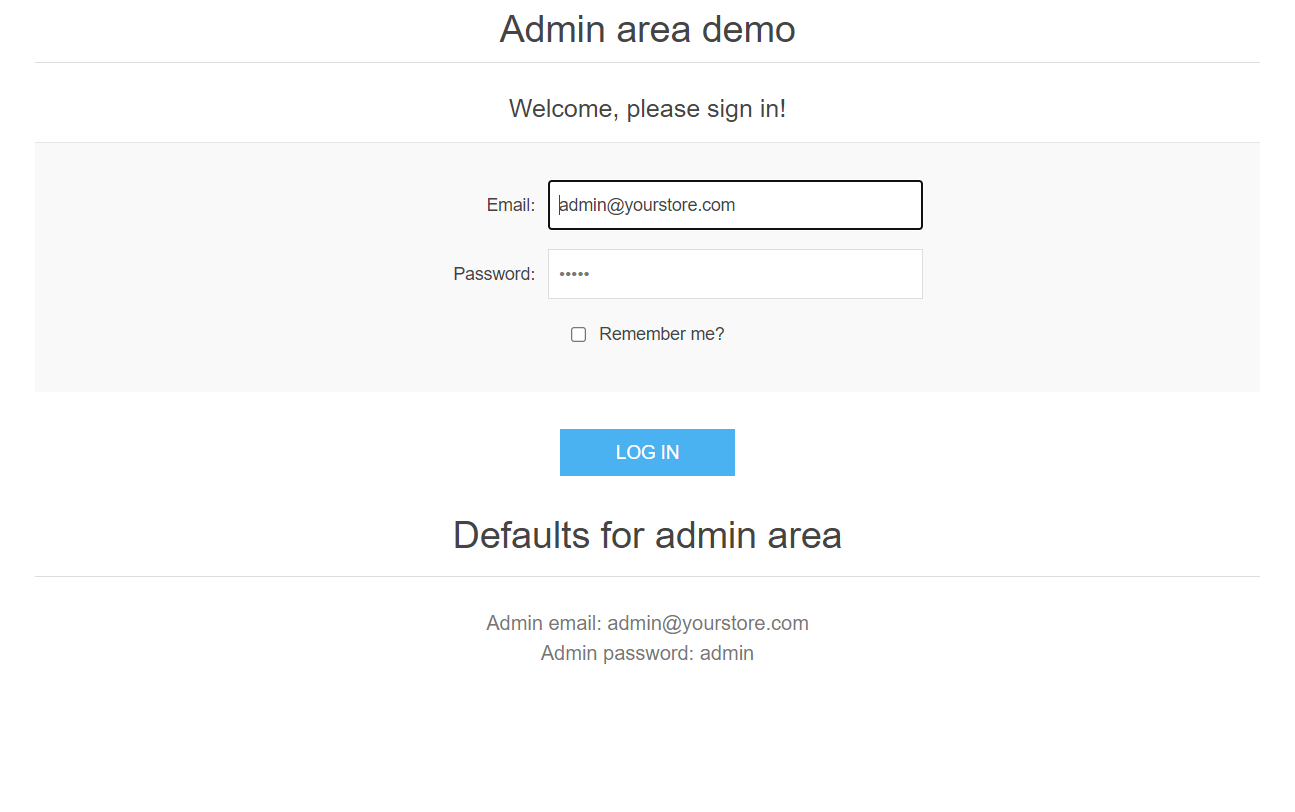 Admin area demo
Welcome, please sign in!
Email: admin@yourstore.com
Password: •••••
Remember me?
LOG IN
Defaults for admin area
Admin email: admin@yourstore.com
Admin password: admin